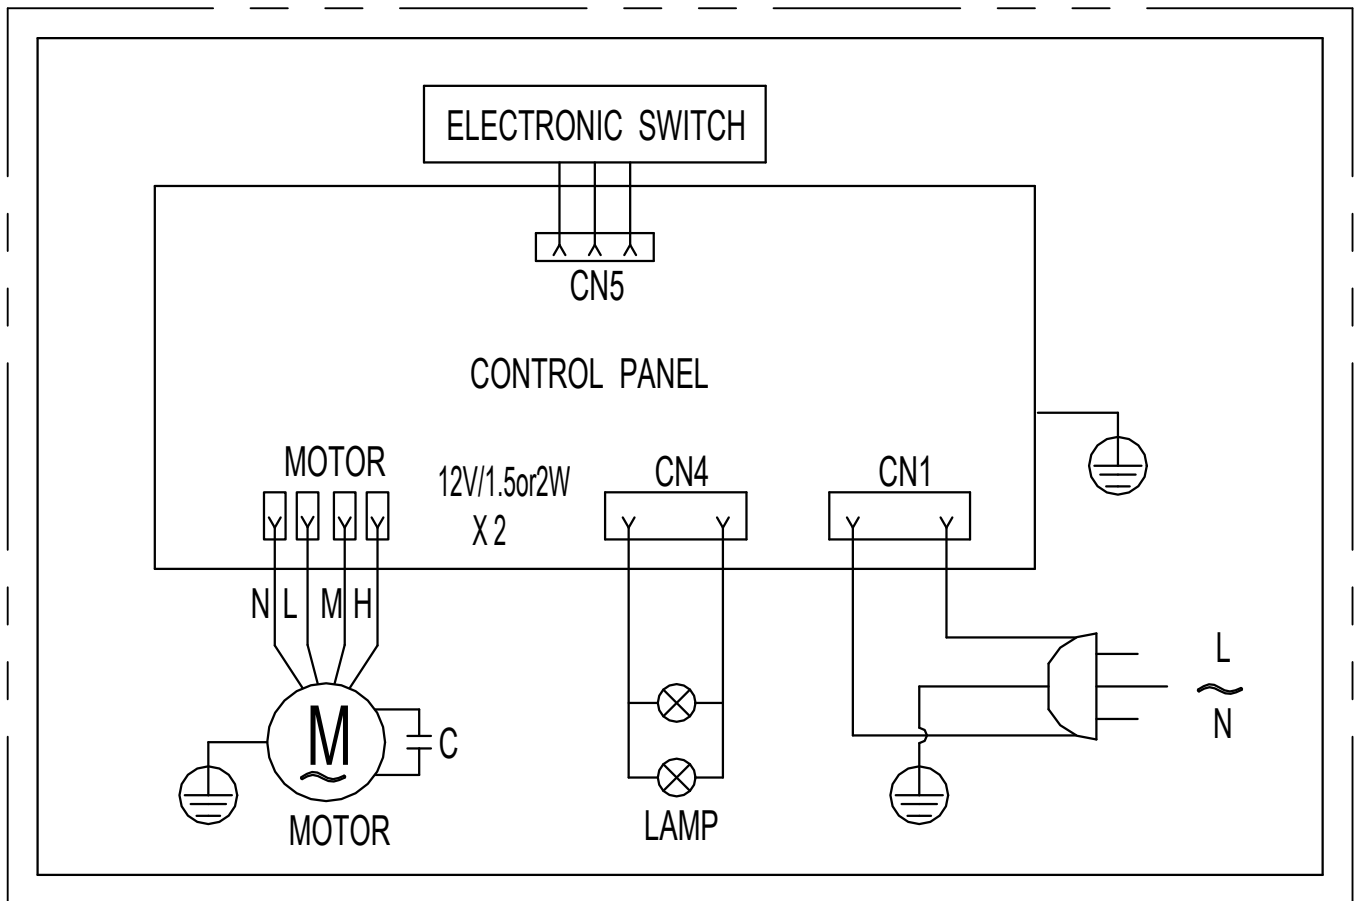 ELECTRONIC SWITCH
CN5
CONTROL PANEL
MOTOR
12V/1.5or2W
X 2
CN4
CN1
N L M H
M
C
MOTOR
LAMP
L
N